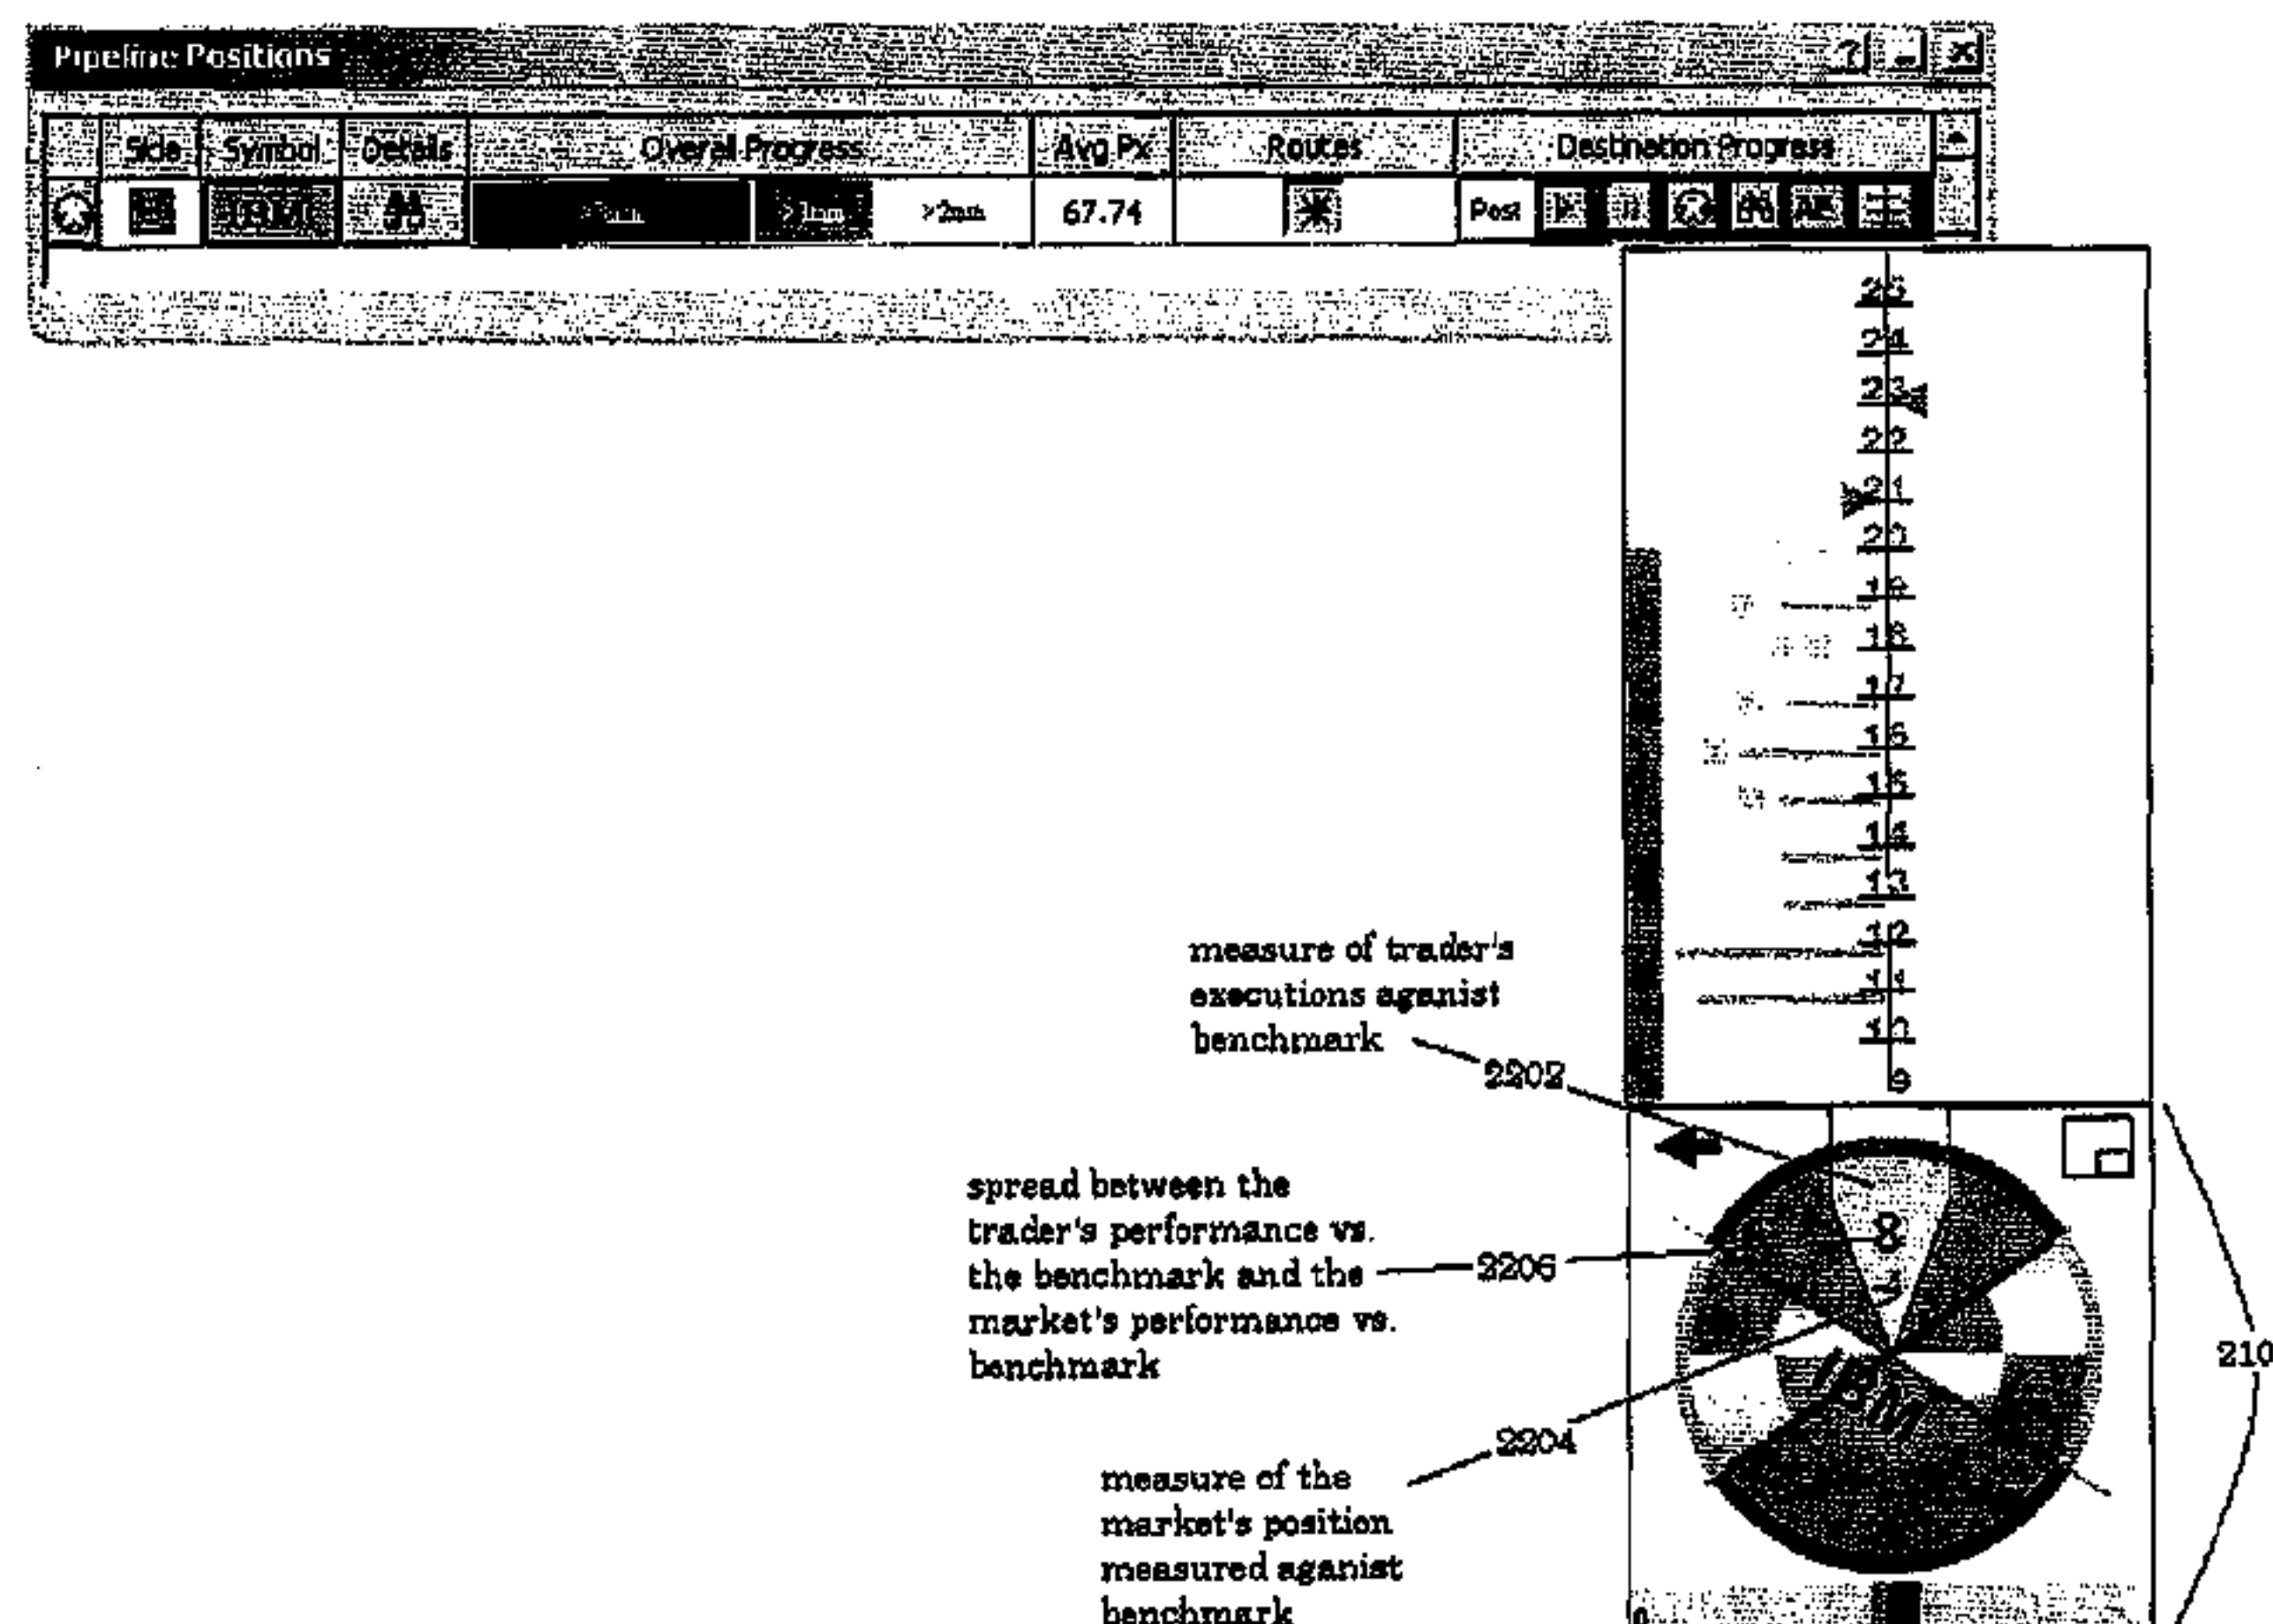 Pipeline Positions
? - x
Side Symbol Details Overall Progress Avg Px Routes Destination Progress
IBM >1mm >2mm 67.74 Post
25
24
23
22
21
20
19
18
17
16
15
14
13
12
11
10
9
measure of trader's
executions aganist
benchmark
2202
spread between the
trader's performance vs.
the benchmark and the
market's performance vs.
benchmark
2206
8
IBM
210
2204
measure of the
market's position
measured aganist
benchmark
0